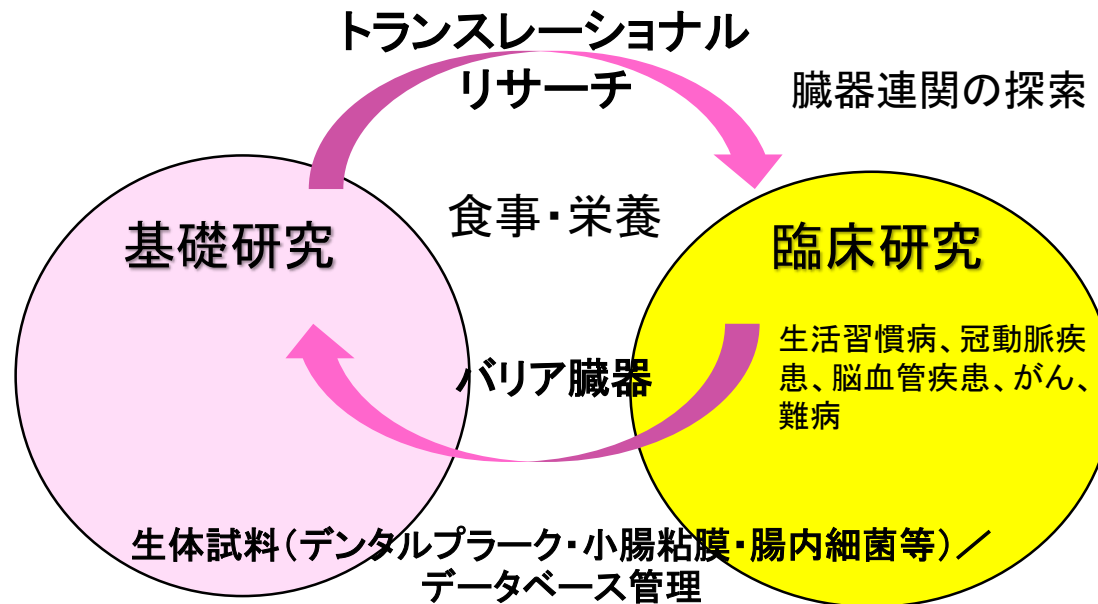 トランスレーショナル
リサーチ
臓器連関の探索
食事・栄養
基礎研究
臨床研究
生活習慣病、冠動脈疾
患、脳血管疾患、がん、
難病
バリア臓器
生体試料（デンタルプラーク・小腸粘膜・腸内細菌等）／
データベース管理